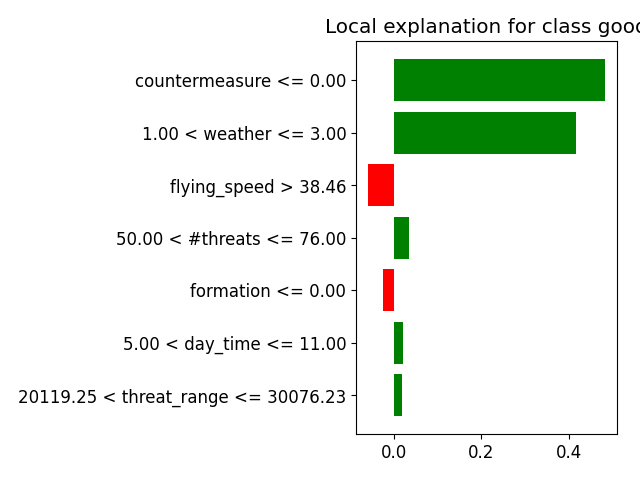 Local explanation for class good
countermeasure <= 0.00
1.00 < weather <= 3.00
flying_speed > 38.46
50.00 < #threats <= 76.00
formation <= 0.00
5.00 < day_time <= 11.00
20119.25 < threat_range <= 30076.23
0.0 0.2 0.4